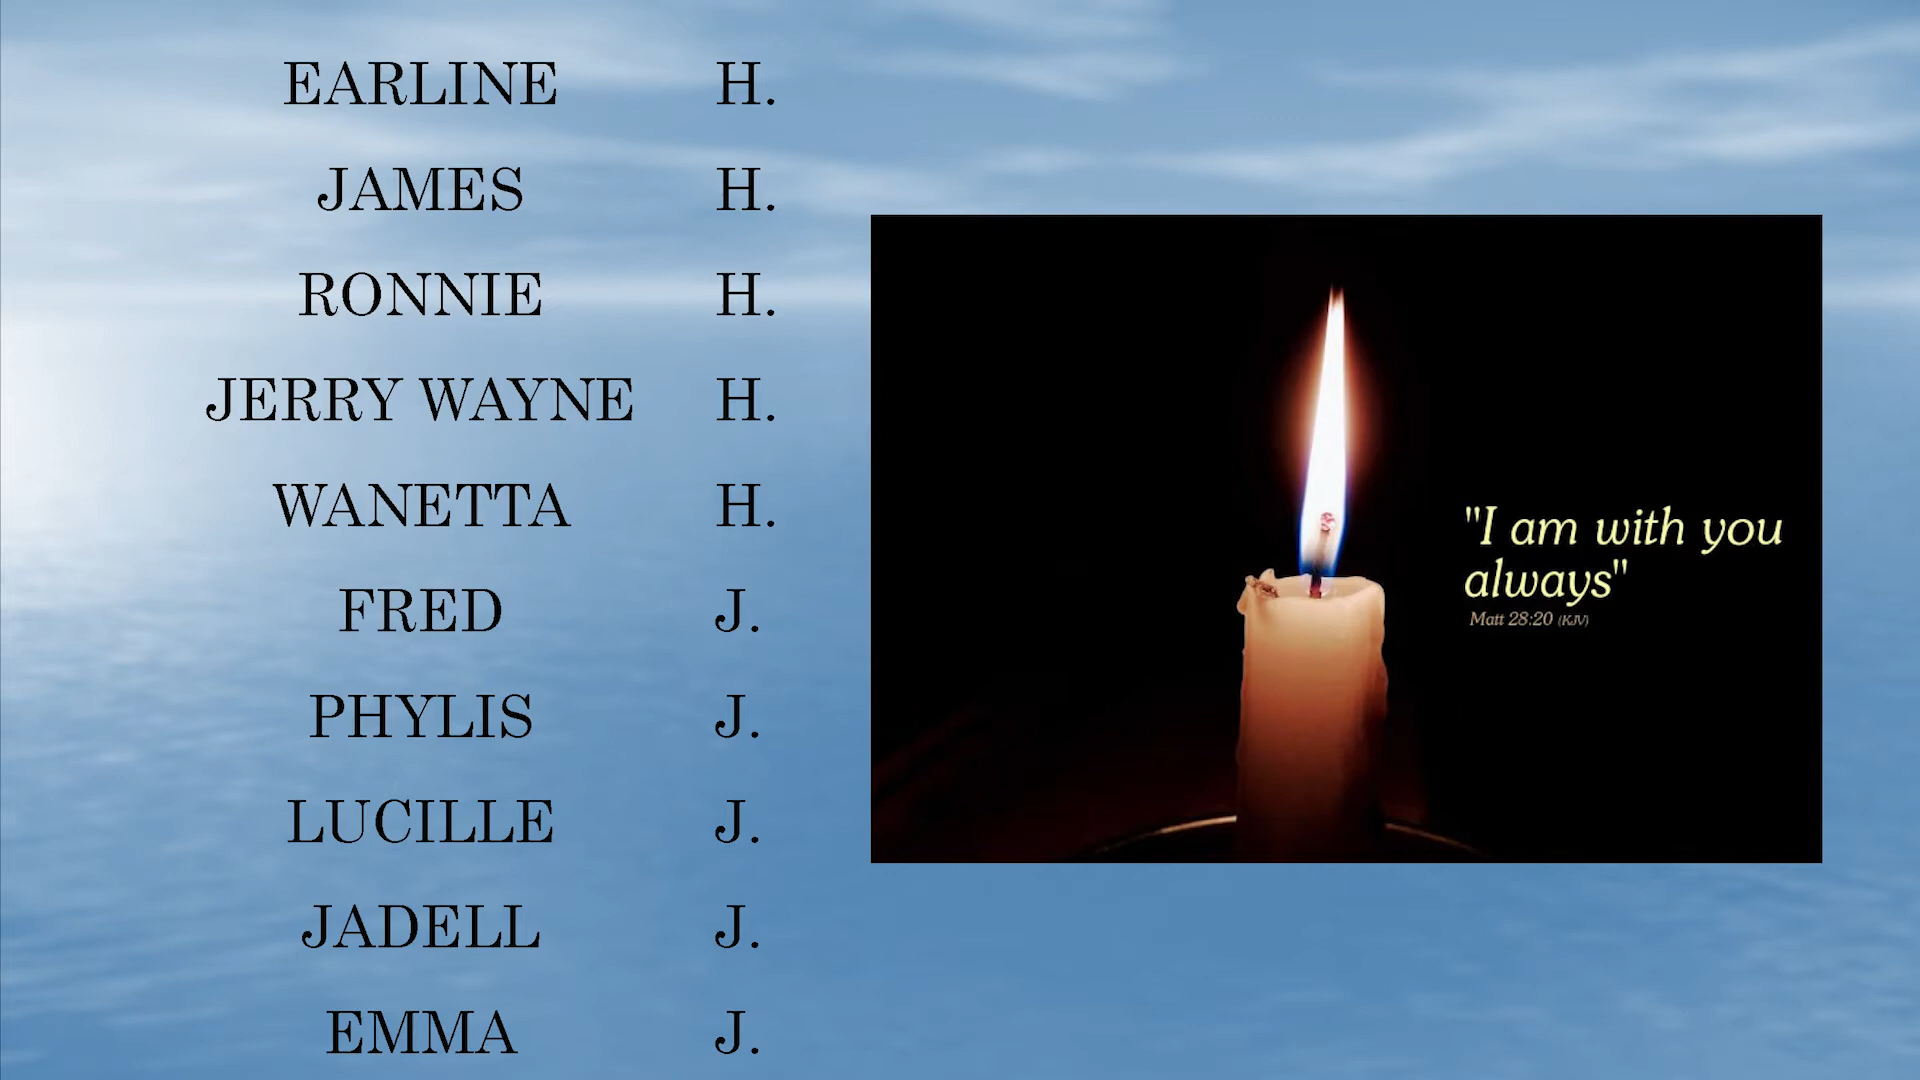 EARLINE H.
JAMES H.
RONNIE H.
JERRY WAYNE H.
WANETTA H.
FRED J.
PHYLIS J.
LUCILLE J.
JADELL J.
EMMA J.
"I am with you
always"
Matt 28:20 (KJV)